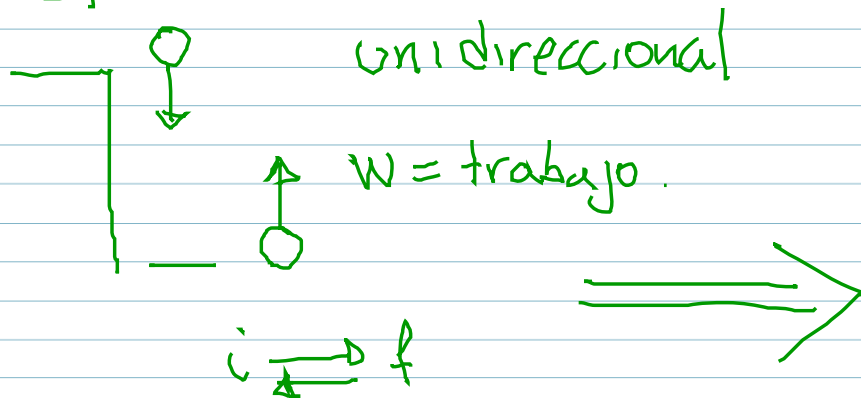 unidireccional
W = trabajo.
i ⇄ f